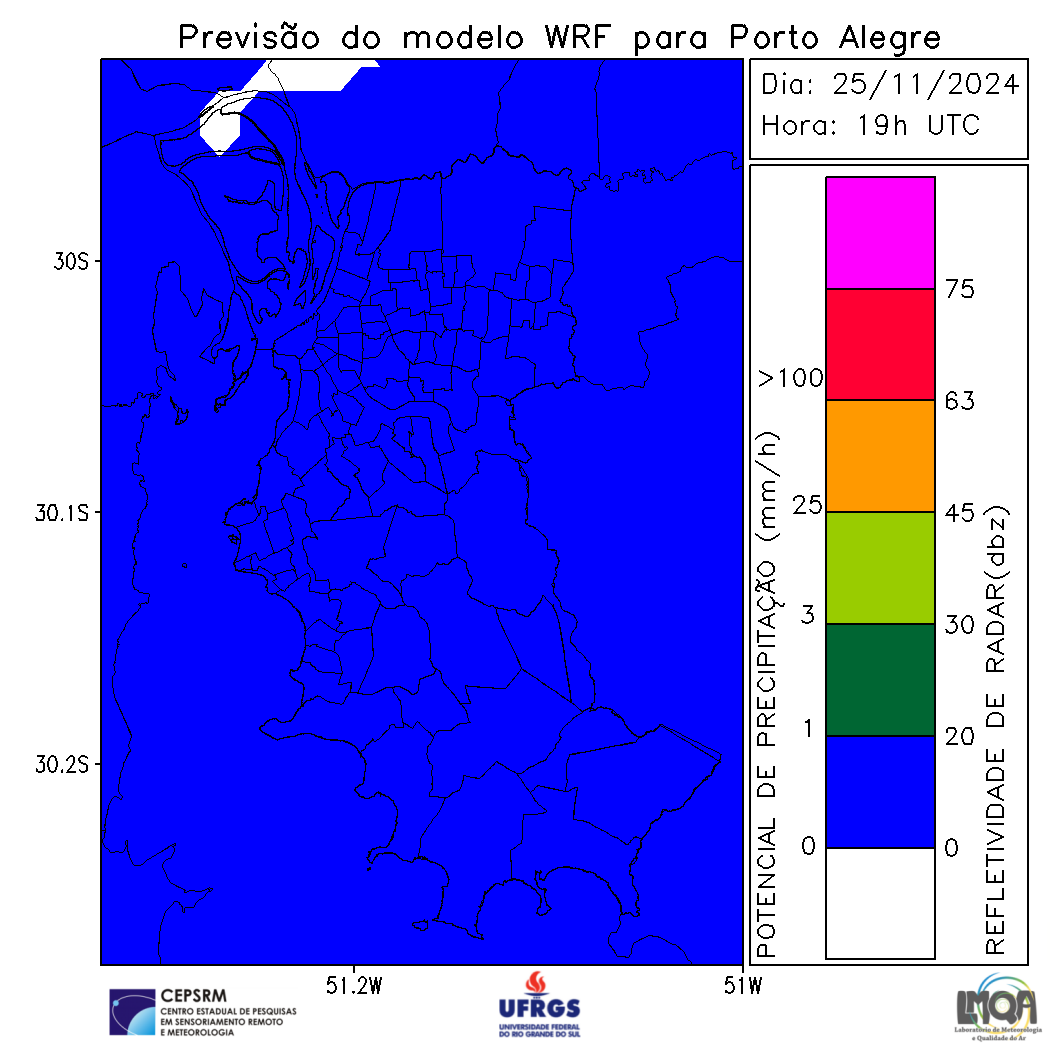 Previsão do modelo WRF para Porto Alegre
Dia: 25/11/2024
Hora: 19h UTC
30S
30.1S
30.2S
51.2W
51W
POTENCIAL DE PRECIPITAÇÃO (mm/h)
>100
25
3
1
0
75
63
45
30
20
0
REFLETIVIDADE DE RADAR(dbz)
CEPSRM
CENTRO ESTADUAL DE PESQUISAS
EM SENSORIAMENTO REMOTO
E METEOROLOGIA
UFRGS
UNIVERSIDADE FEDERAL
DO RIO GRANDE DO SUL
LMQA
Laboratório de Meteorologia
e Qualidade do Ar